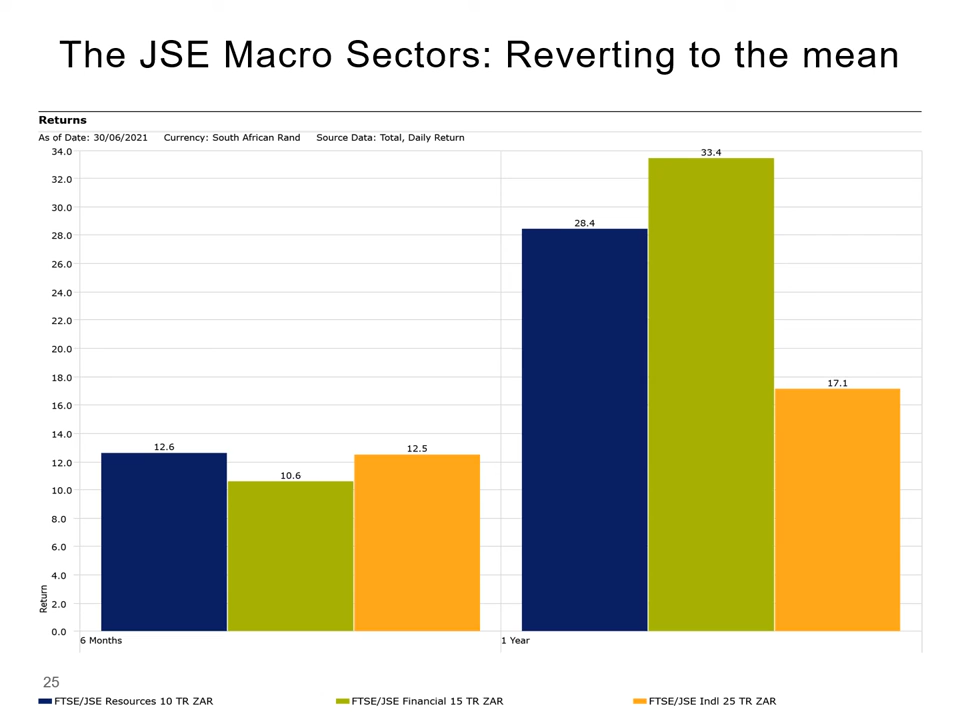 The JSE Macro Sectors: Reverting to the mean
Returns
As of Date: 30/06/2021 Currency: South African Rand Source Data: Total, Daily Return
34.0
32.0
30.0
28.0
26.0
24.0
22.0
20.0
18.0
16.0
14.0
12.0
10.0
8.0
6.0
4.0
2.0
0.0
Return
12.6
10.6
12.5
28.4
33.4
17.1
6 Months
1 Year
25
FTSE/JSE Resources 10 TR ZAR
FTSE/JSE Financial 15 TR ZAR
FTSE/JSE Indl 25 TR ZAR